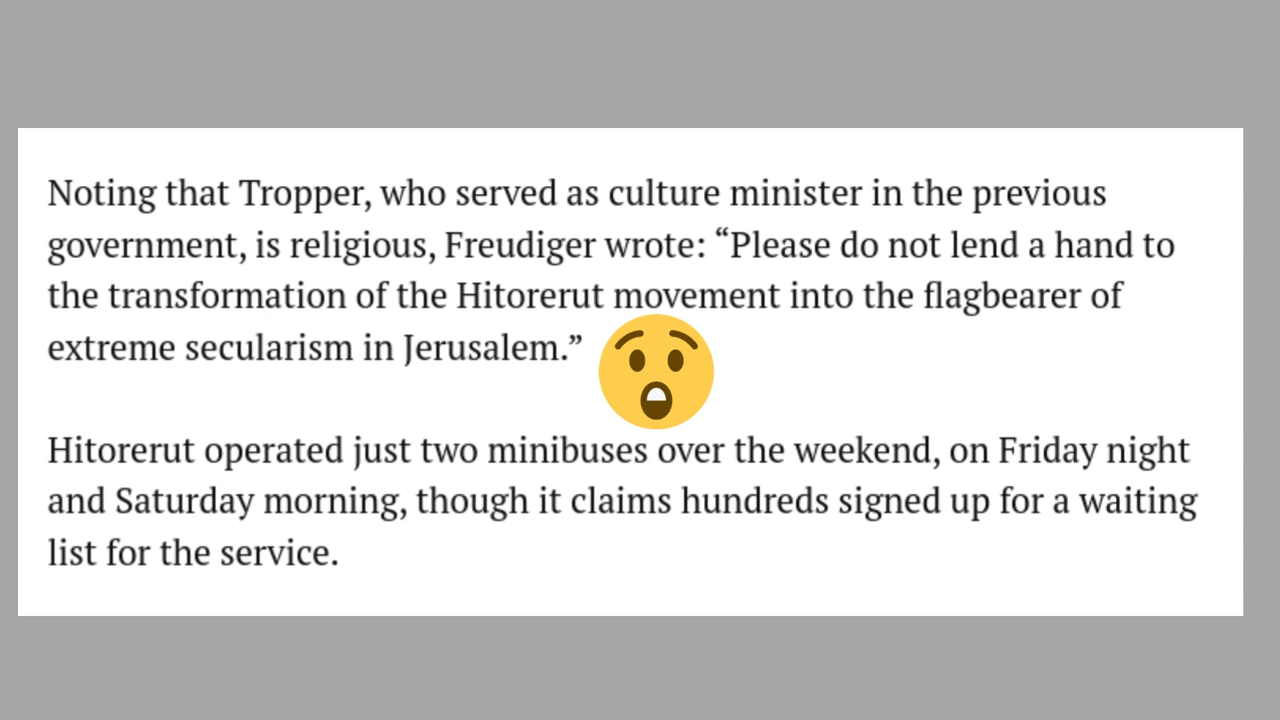 Noting that Tropper, who served as culture minister in the previous
government, is religious, Freudiger wrote: “Please do not lend a hand to
the transformation of the Hitorerut movement into the flagbearer of
extreme secularism in Jerusalem.”
Hitorerut operated just two minibuses over the weekend, on Friday night
and Saturday morning, though it claims hundreds signed up for a waiting
list for the service.